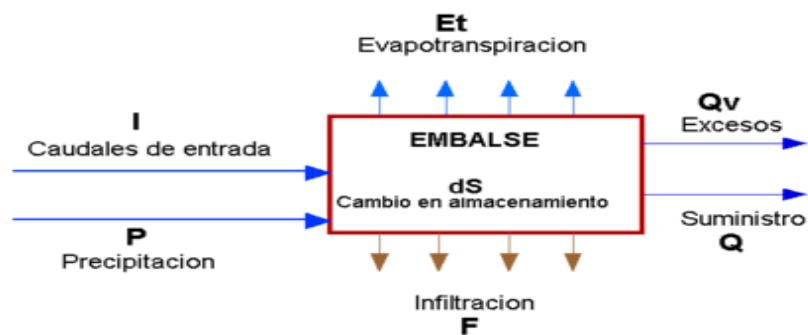 Et
Evapotranspiracion
I
Caudales de entrada
P
Precipitacion
EMBALSE
dS
Cambio en almacenamiento
Qv
Excesos
Suministro
Q
Infiltracion
F